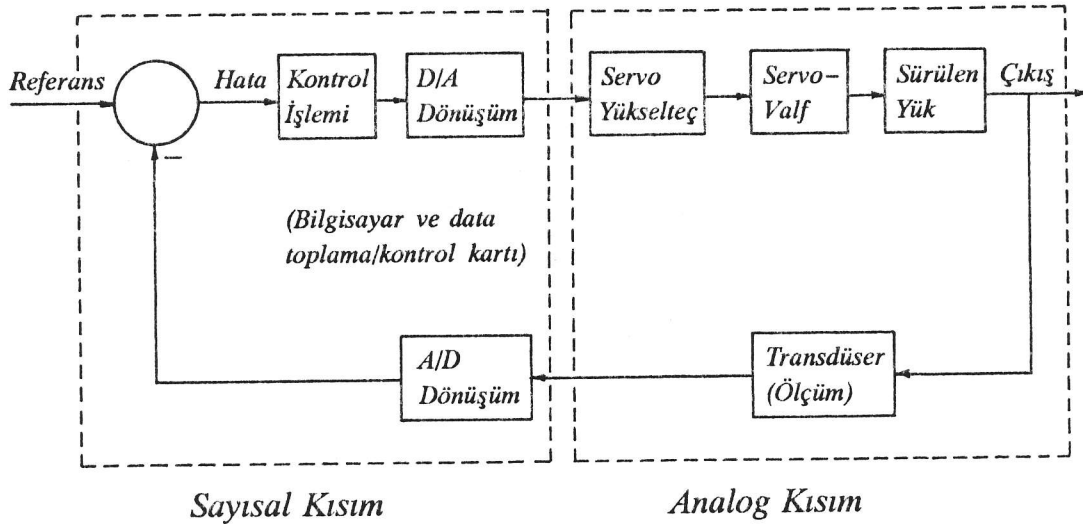 Referans
Hata
Kontrol
İşlemi
D/A
Dönüşüm
Servo
Yükselteç
Servo–
Valf
Sürülen
Yük
Çıkış
–
(Bilgisayar ve data
toplama/kontrol kartı)
A/D
Dönüşüm
Transdüser
(Ölçüm)
Sayısal Kısım
Analog Kısım